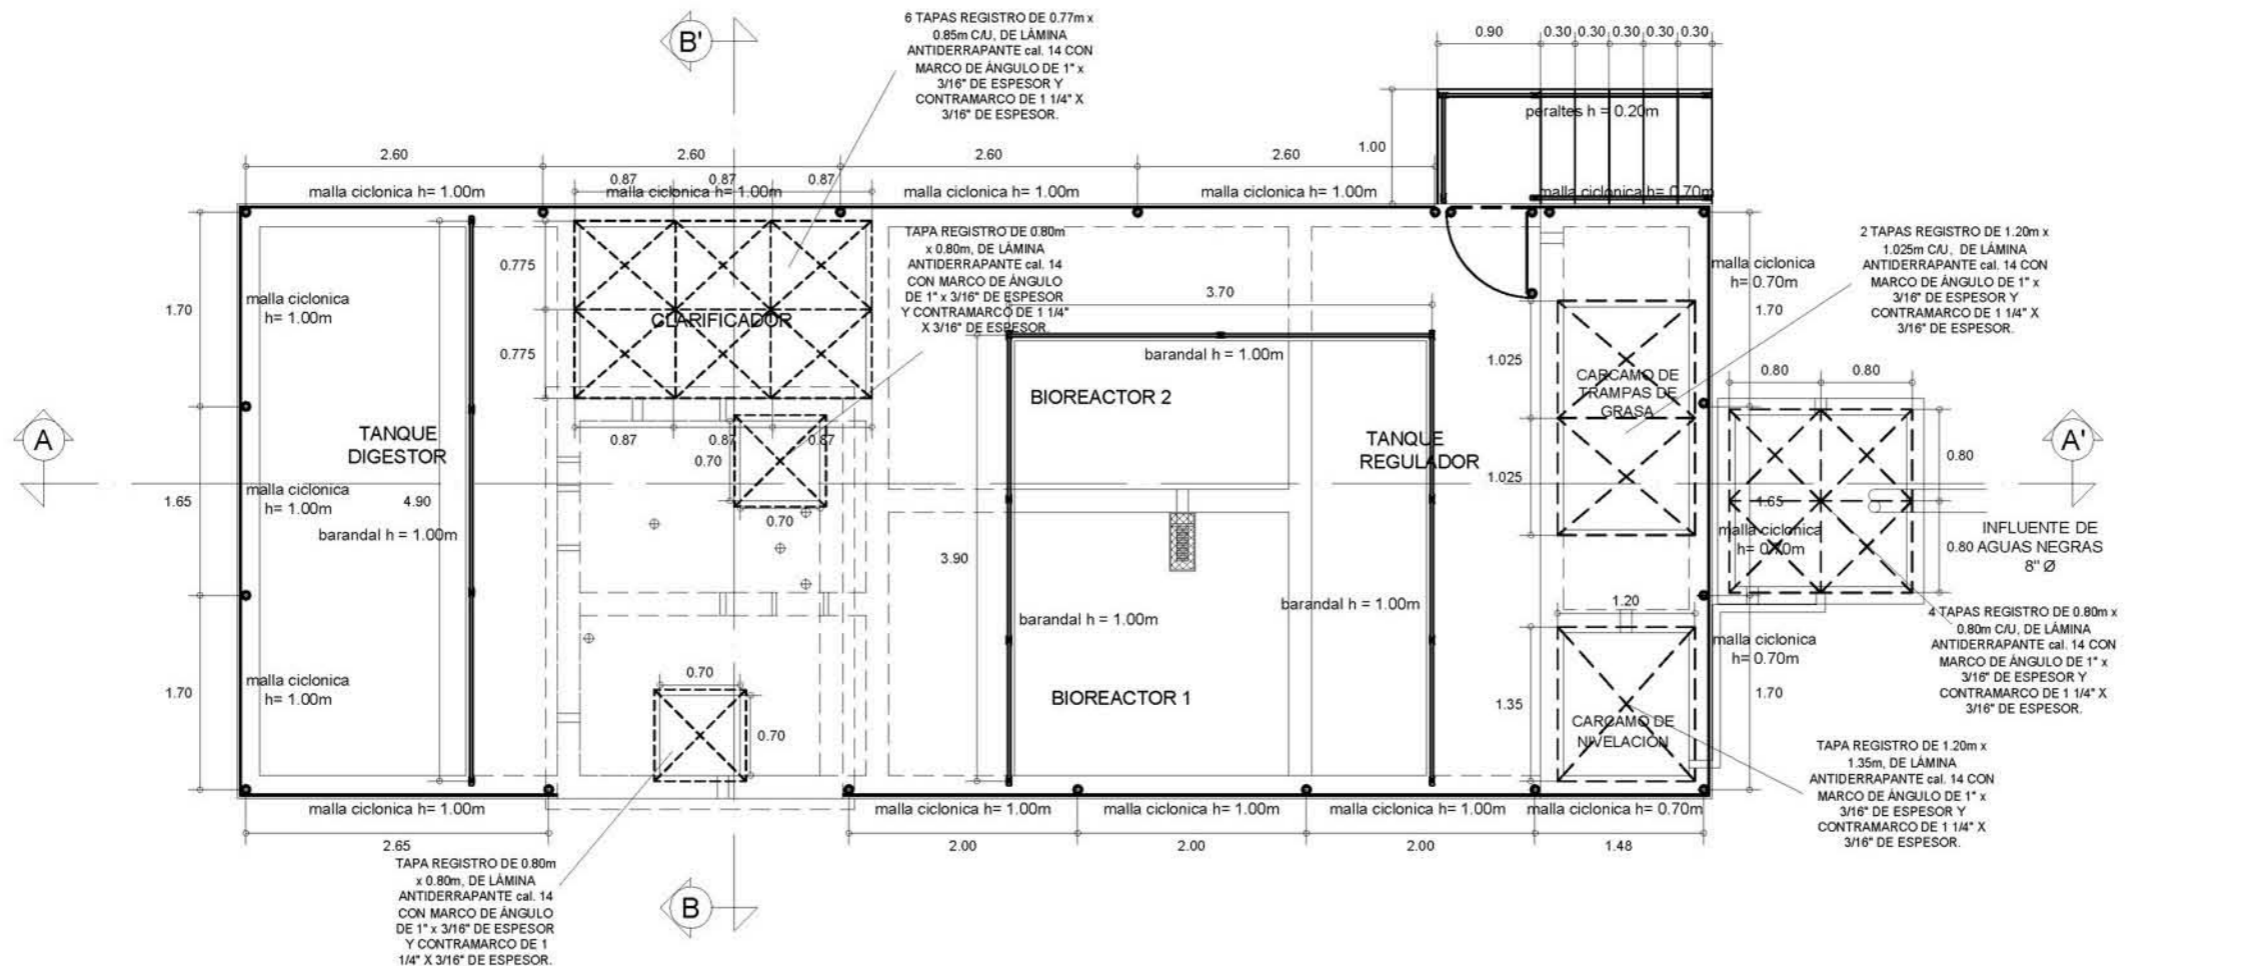 6 TAPAS REGISTRO DE 0.77m x
0.85m C/U, DE LÁMINA
ANTIDERRAPANTE cal. 14 CON
MARCO DE ÁNGULO DE 1" x
3/16" DE ESPESOR Y
CONTRAMARCO DE 1 1/4" X
3/16" DE ESPESOR.
B'
0.90
0.30
0.30
0.30
0.30
0.30
peraltes h = 0.20m
1.00
2.60
2.60
2.60
2.60
malla ciclonica h= 1.00m
malla ciclonica h= 1.00m
malla ciclonica h= 1.00m
malla ciclonica h= 1.00m
malla ciclonica h= 0.70m
0.87
0.87
0.87
TAPA REGISTRO DE 0.80m
x 0.80m, DE LÁMINA
ANTIDERRAPANTE cal. 14
CON MARCO DE ÁNGULO
DE 1" x 3/16" DE ESPESOR
Y CONTRAMARCO DE 1 1/4"
X 3/16" DE ESPESOR.
2 TAPAS REGISTRO DE 1.20m x
1.025m C/U, DE LÁMINA
ANTIDERRAPANTE cal. 14 CON
MARCO DE ÁNGULO DE 1" x
3/16" DE ESPESOR Y
CONTRAMARCO DE 1 1/4" X
3/16" DE ESPESOR.
0.775
0.775
CLARIFICADOR
3.70
malla ciclonica
h= 0.70m
1.70
1.70
malla ciclonica
h= 1.00m
barandal h = 1.00m
BIOREACTOR 2
1.025
1.025
CARCAMO DE
TRAMPAS DE
GRASA
0.80
0.80
A
TANQUE
DIGESTOR
0.87
0.87
0.87
0.70
0.70
TANQUE
REGULADOR
0.80
0.80
A'
1.65
malla ciclonica
h= 1.00m
4.90
barandal h = 1.00m
1.65
malla ciclonica
h= 0.70m
INFLUENTE DE
AGUAS NEGRAS
8" Ø
3.90
barandal h = 1.00m
barandal h = 1.00m
1.20
4 TAPAS REGISTRO DE 0.80m x
0.80m C/U, DE LÁMINA
ANTIDERRAPANTE cal. 14 CON
MARCO DE ÁNGULO DE 1" x
3/16" DE ESPESOR Y
CONTRAMARCO DE 1 1/4" X
3/16" DE ESPESOR.
malla ciclonica
h= 0.70m
1.70
1.70
malla ciclonica
h= 1.00m
0.70
0.70
BIOREACTOR 1
1.35
CARCAMO DE
NIVELACION
TAPA REGISTRO DE 1.20m x
1.35m, DE LÁMINA
ANTIDERRAPANTE cal. 14 CON
MARCO DE ÁNGULO DE 1" x
3/16" DE ESPESOR Y
CONTRAMARCO DE 1 1/4" X
3/16" DE ESPESOR.
malla ciclonica h= 1.00m
malla ciclonica h= 1.00m
malla ciclonica h= 1.00m
malla ciclonica h= 1.00m
malla ciclonica h= 0.70m
2.65
2.00
2.00
2.00
1.48
TAPA REGISTRO DE 0.80m
x 0.80m, DE LÁMINA
ANTIDERRAPANTE cal. 14
CON MARCO DE ÁNGULO
DE 1" x 3/16" DE ESPESOR
Y CONTRAMARCO DE 1
1/4" X 3/16" DE ESPESOR.
B